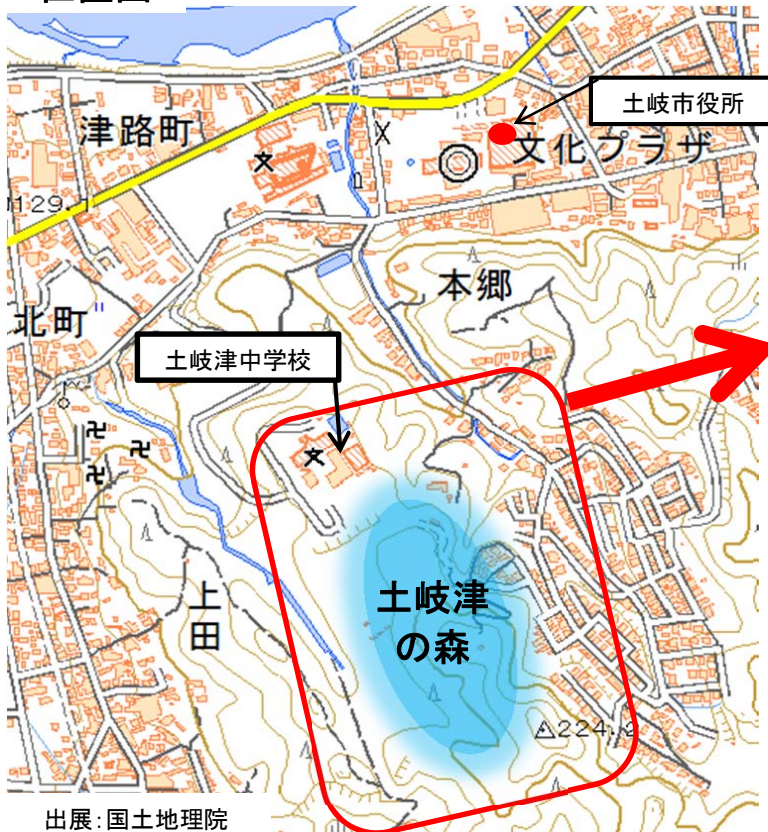 土岐市役所
津路町
文化プラザ
129.1
本郷
北町
土岐津中学校
上田
土岐津
の森
224.2
出展:国土地理院